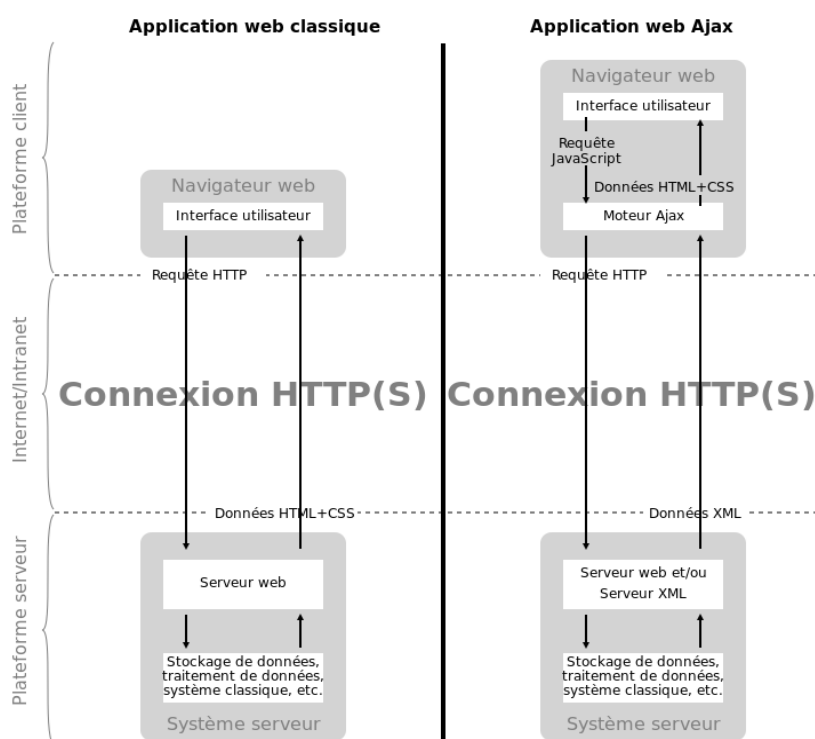 Application web classique
Application web Ajax
Plateforme client
Internet/Intranet
Plateforme serveur
Navigateur web
Interface utilisateur
Requête HTTP
Connexion HTTP(S)
Données HTML+CSS
Serveur web
Stockage de données,
traitement de données,
système classique, etc.
Système serveur
Navigateur web
Interface utilisateur
Requête
JavaScript
Données HTML+CSS
Moteur Ajax
Requête HTTP
Connexion HTTP(S)
Données XML
Serveur web et/ou
Serveur XML
Stockage de données,
traitement de données,
système classique, etc.
Système serveur